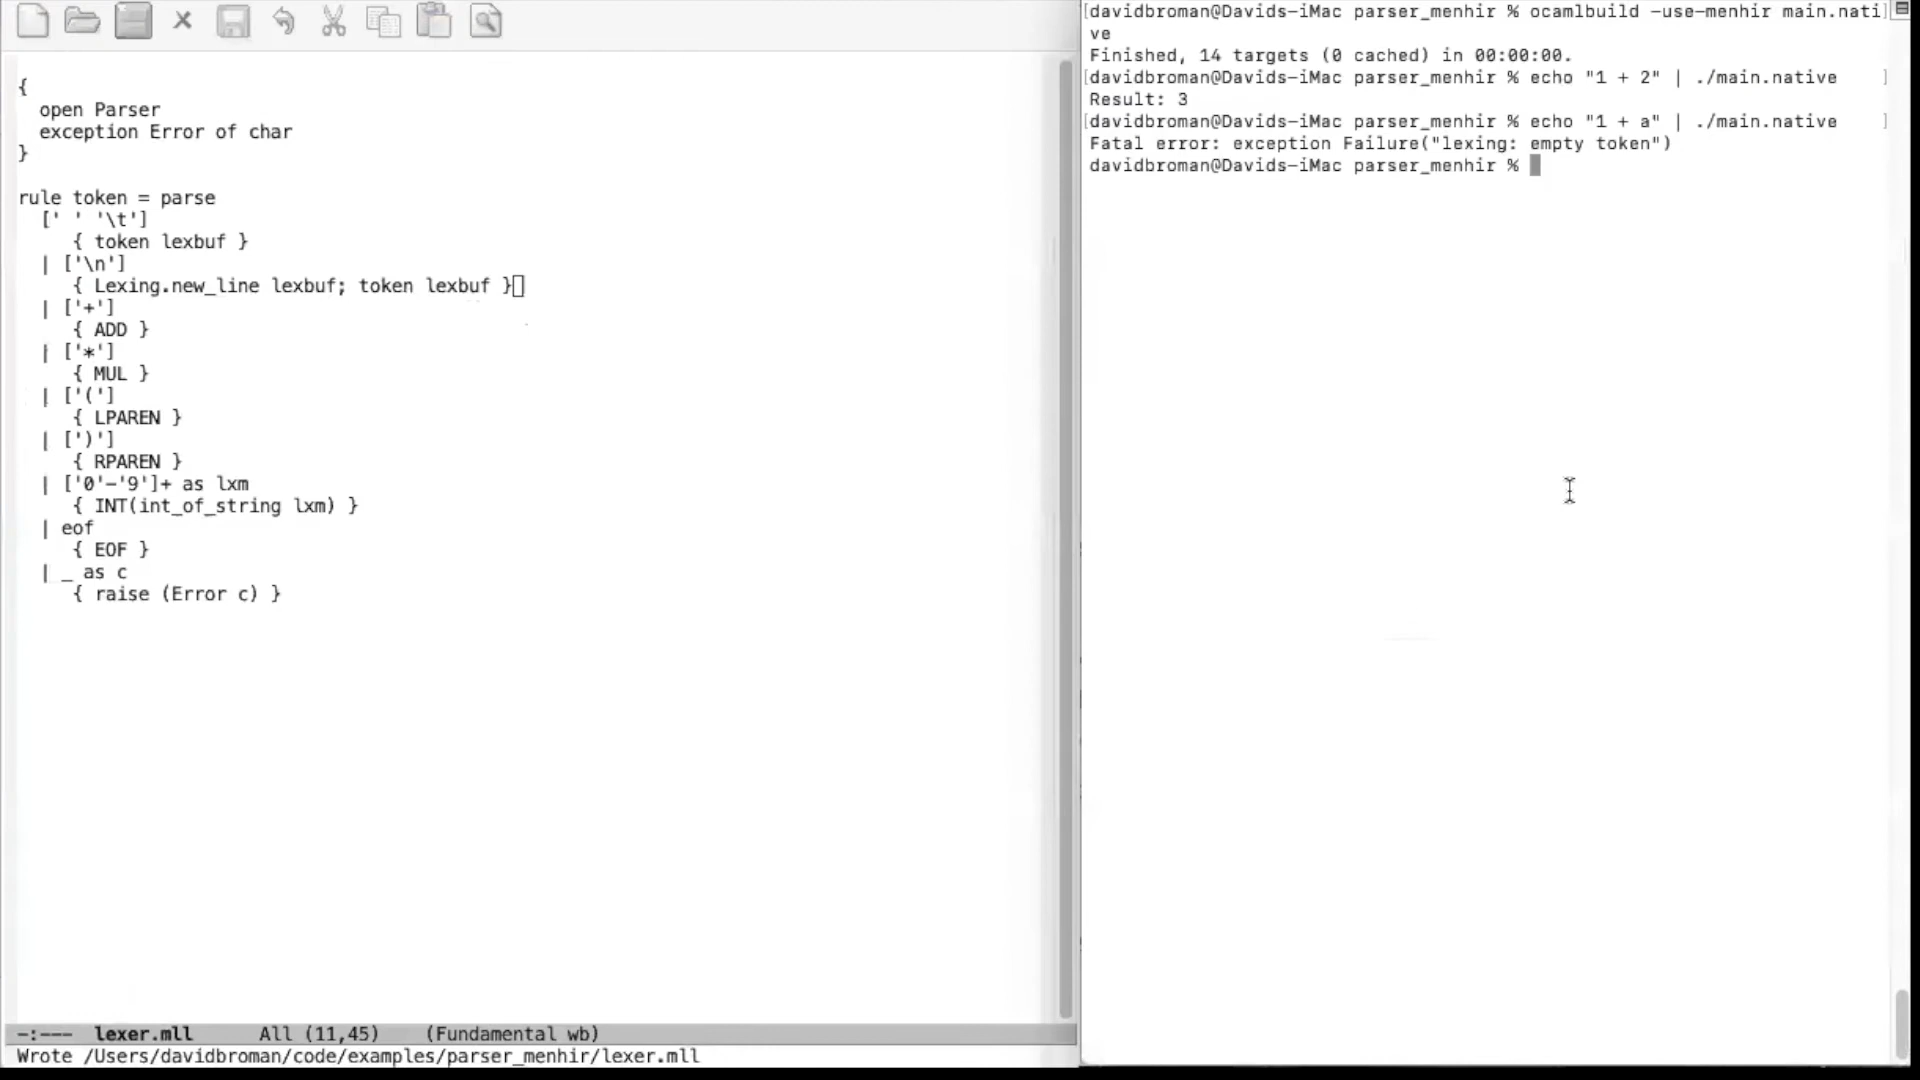 {
  open Parser
  exception Error of char
}
rule token = parse
  [' ' '\t']
     { token lexbuf }
  | ['\n']
     { Lexing.new_line lexbuf; token lexbuf }
  | ['+']
     { ADD }
  | ['*']
     { MUL }
  | ['(']
     { LPAREN }
  | [')']
     { RPAREN }
  | ['0'-'9']+ as lxm
     { INT(int_of_string lxm) }
  | eof
     { EOF }
  | _ as c
     { raise (Error c) }
-:--- lexer.mll All (11,45) (Fundamental wb)
Wrote /Users/davidbroman/code/examples/parser_menhir/lexer.mll
[davidbroman@Davids-iMac parser_menhir % ocamlbuild -use-menhir main.nati]
ve
Finished, 14 targets (0 cached) in 00:00:00.
[davidbroman@Davids-iMac parser_menhir % echo "1 + 2" | ./main.native ]
Result: 3
[davidbroman@Davids-iMac parser_menhir % echo "1 + a" | ./main.native ]
Fatal error: exception Failure("lexing: empty token")
davidbroman@Davids-iMac parser_menhir %